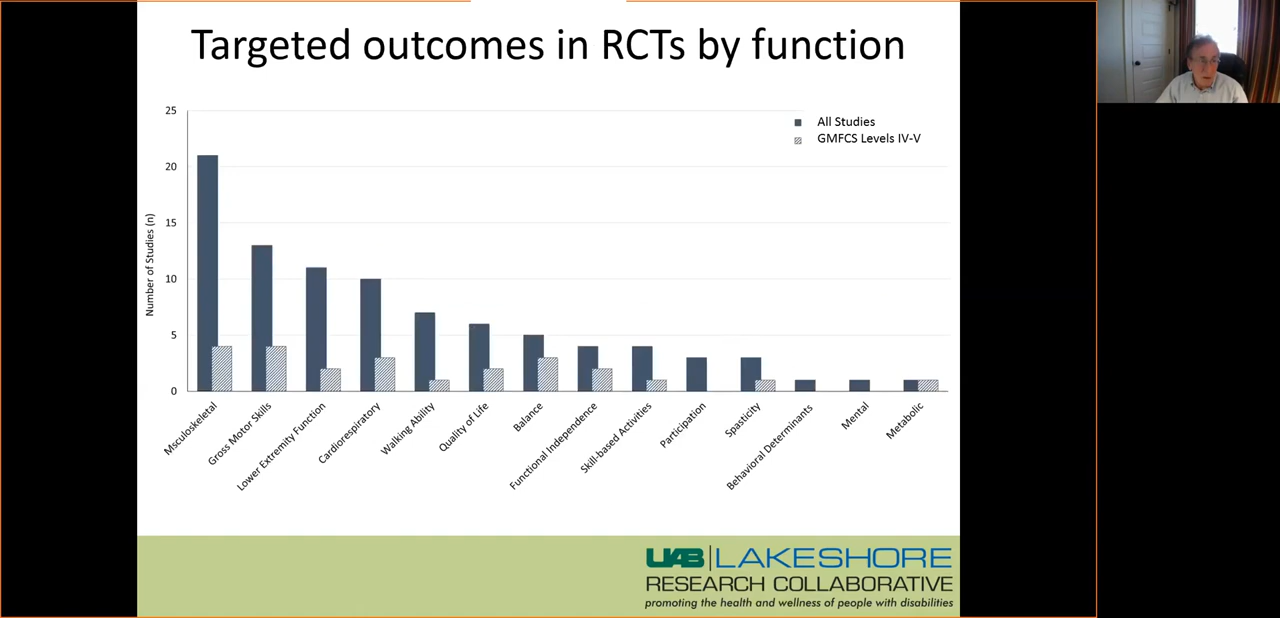 Targeted outcomes in RCTs by function
All Studies
GMFCS Levels IV-V
Number of Studies (n)
25
20
15
10
5
0
Msculoskeletal
Gross Motor Skills
Lower Extremity Function
Cardiorespiratory
Walking Ability
Quality of Life
Balance
Functional Independence
Skill-based Activities
Participation
Spasticity
Behavioral Determinants
Mental
Metabolic
UAB LAKESHORE
RESEARCH COLLABORATIVE
promoting the health and wellness of people with disabilities